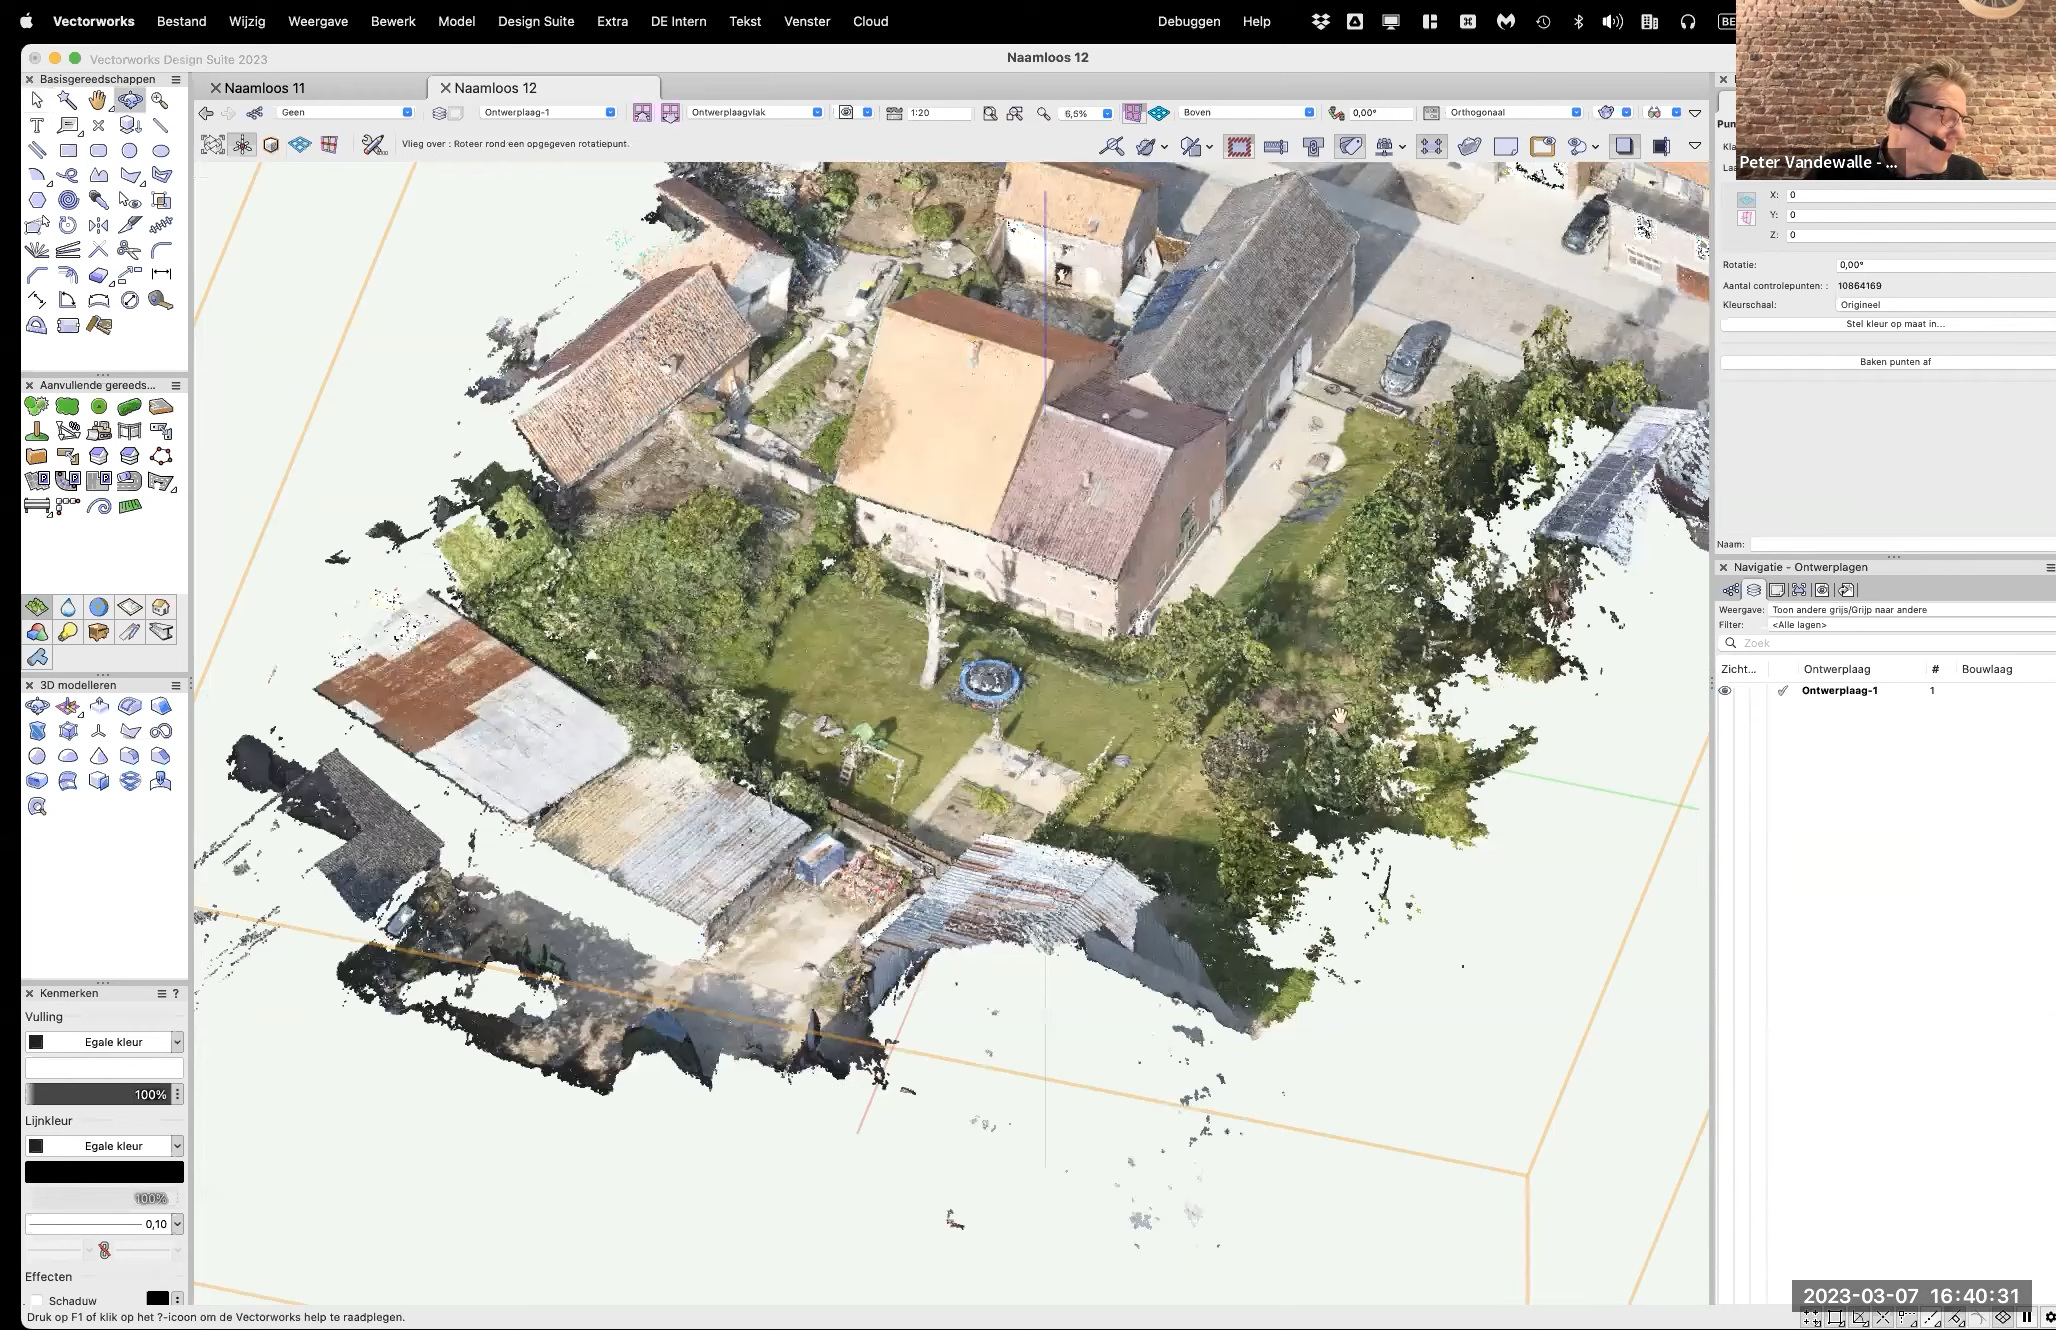 Vectorworks Bestand Wijzig Weergave Bewerk Model Design Suite Extra DE Intern Tekst Venster Cloud Debuggen Help BE
Vectorworks Design Suite 2023
Naamloos 12
Basisgereedschappen
Naamloos 11
Naamloos 12
Geen
Ontwerplaag-1
Ontwerplaagvlak
1:20
6,5%
Boven
0,00°
Orthogonaal
Vlieg over : Roteer rond een opgegeven rotatiepunt.
Peter Vandewalle - ...
X: 0
Y: 0
Z: 0
Rotatie: 0,00°
Aantal controlepunten: : 10864169
Kleurschaal: Origineel
Stel kleur op maat in...
Baken punten af
Naam:
Aanvullende gereeds...
Navigatie - Ontwerplagen
Weergave: Toon andere grijs/Grijp naar andere
Filter: <Alle lagen>
Zoek
Zicht... Ontwerplaag # Bouwlaag
Ontwerplaag-1 1
3D modelleren
Kenmerken ?
Vulling
Egale kleur
100%
Lijnkleur
Egale kleur
100%
0,10
Effecten
Schaduw
Druk op F1 of klik op het ?-icoon om de Vectorworks help te raadplegen.
2023-03-07 16:40:31